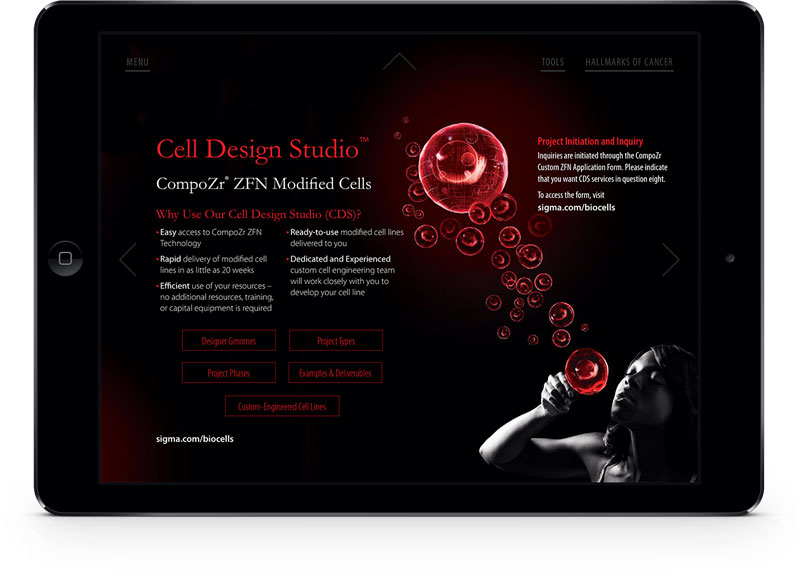 MENU
TOOLS
HALLMARKS OF CANCER
Cell Design Studio™
CompoZr® ZFN Modified Cells
Why Use Our Cell Design Studio (CDS)?
• Easy access to CompoZr ZFN
Technology
• Rapid delivery of modified cell
lines in as little as 20 weeks
• Efficient use of your resources –
no additional resources, training,
or capital equipment is required
• Ready-to-use modified cell lines
delivered to you
• Dedicated and Experienced
custom cell engineering team
will work closely with you to
develop your cell line
Project Initiation and Inquiry
Inquiries are initiated through the CompoZr
Custom ZFN Application Form. Please indicate
that you want CDS services in question eight.
To access the form, visit
sigma.com/biocells
Designer Genomes
Project Types
Project Phases
Examples & Deliverables
Custom-Engineered Cell Lines
sigma.com/biocells